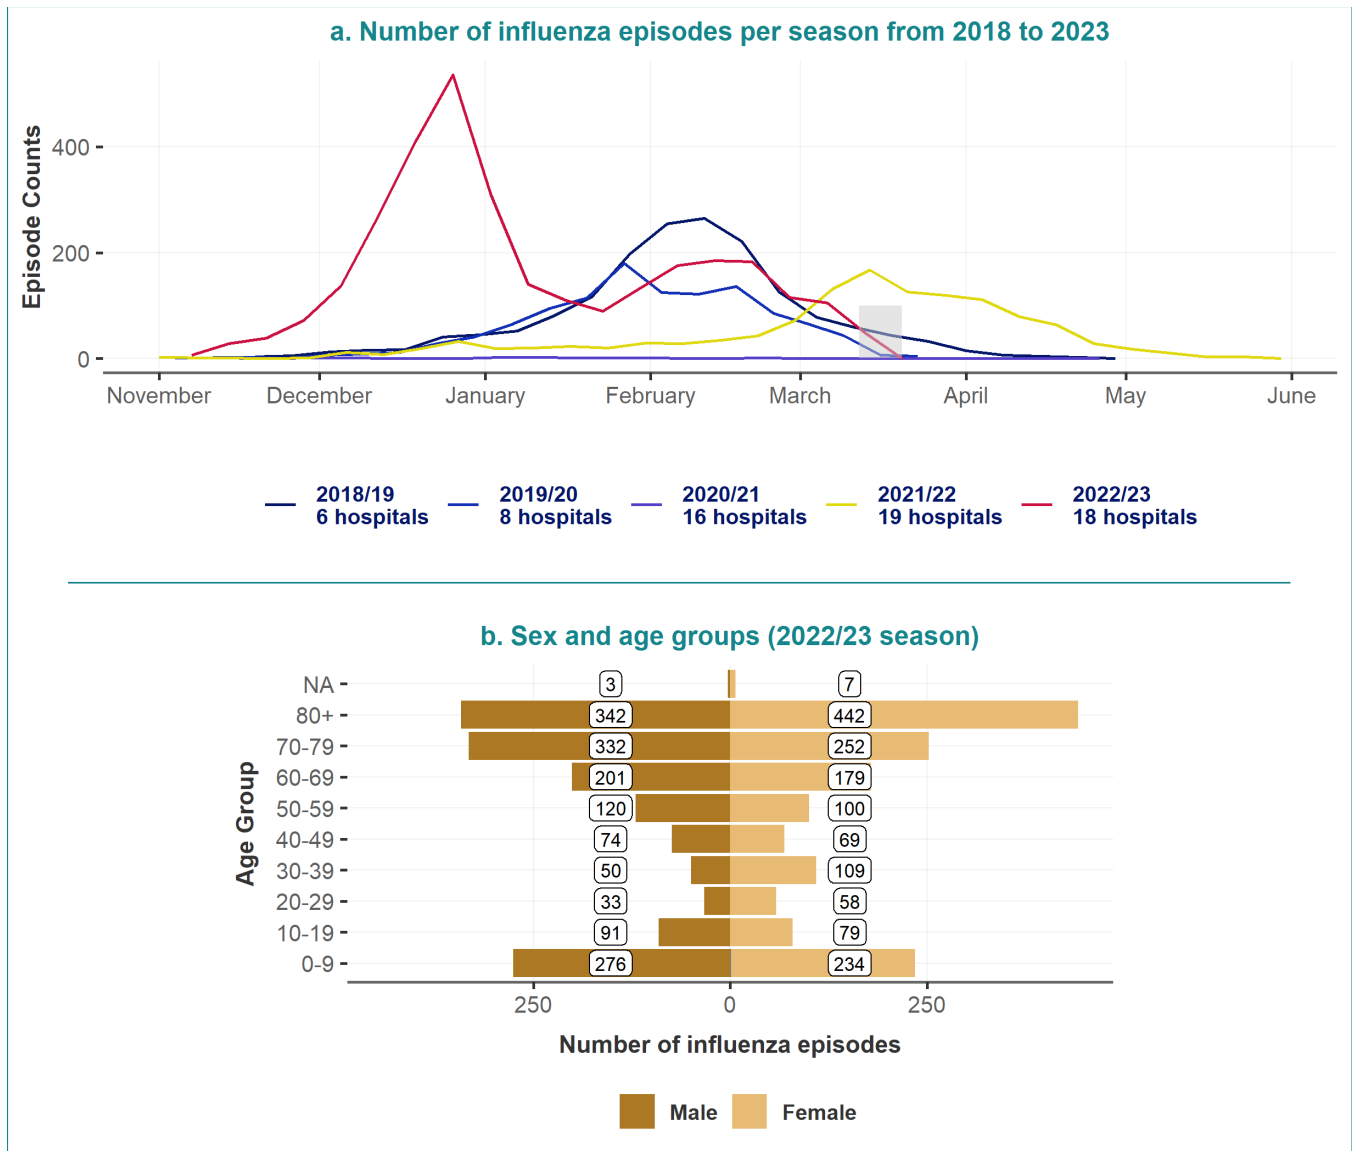 a. Number of influenza episodes per season from 2018 to 2023
Episode Counts
400
200
0
November December January February March April May June
2018/19 2019/20 2020/21 2021/22 2022/23
6 hospitals 8 hospitals 16 hospitals 19 hospitals 18 hospitals
b. Sex and age groups (2022/23 season)
Age Group
NA 3 7
80+ 342 442
70-79 332 252
60-69 201 179
50-59 120 100
40-49 74 69
30-39 50 109
20-29 33 58
10-19 91 79
0-9 276 234
250 0 250
Number of influenza episodes
Male Female